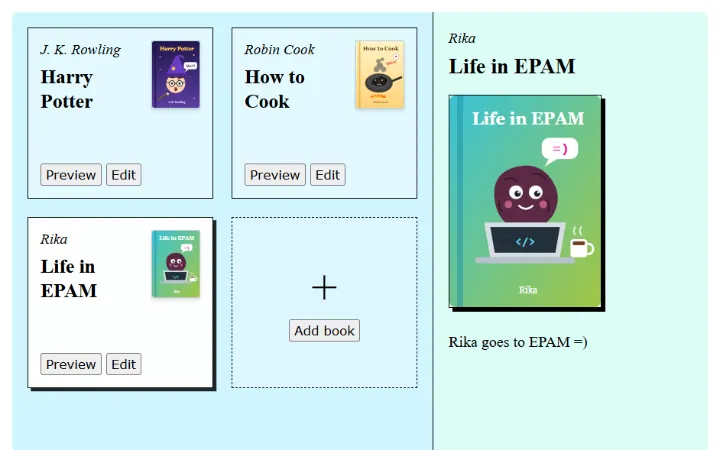 J. K. Rowling
Harry
Potter
Harry Potter
Preview Edit
Robin Cook
How to
Cook
How to Cook
Preview Edit
Rika
Life in
EPAM
Life in EPAM
=)
Rika
Preview Edit
Add book
Rika
Life in EPAM
Life in EPAM
=)
</>
Rika
Rika goes to EPAM =)